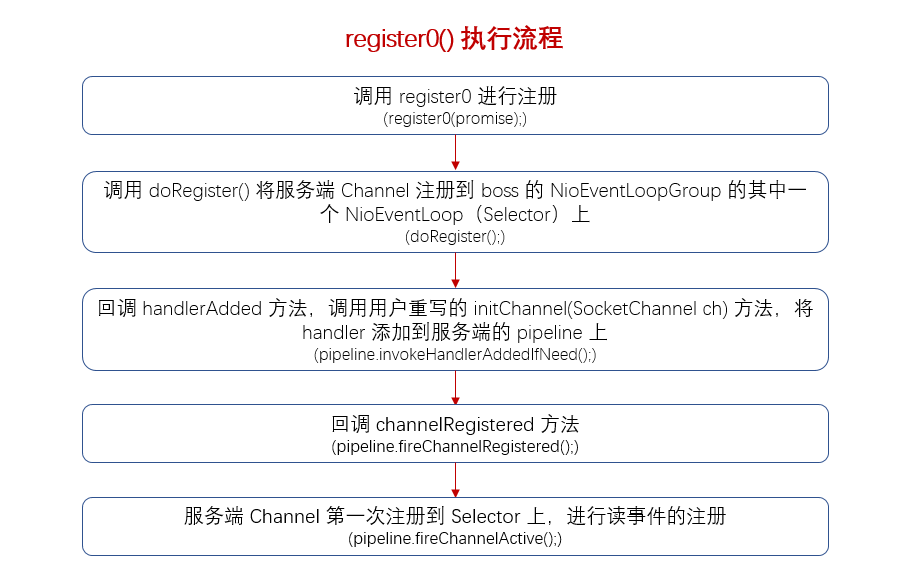 register0() 执行流程
调用 register0 进行注册
(register0(promise);)
调用 doRegister() 将服务端 Channel 注册到 boss 的 NioEventLoopGroup 的其中一
个 NioEventLoop（Selector）上
(doRegister();)
回调 handlerAdded 方法，调用用户重写的 initChannel(SocketChannel ch) 方法，将
handler 添加到服务端的 pipeline 上
(pipeline.invokeHandlerAddedIfNeed();)
回调 channelRegistered 方法
(pipeline.fireChannelRegistered();)
服务端 Channel 第一次注册到 Selector 上，进行读事件的注册
(pipeline.fireChannelActive();)